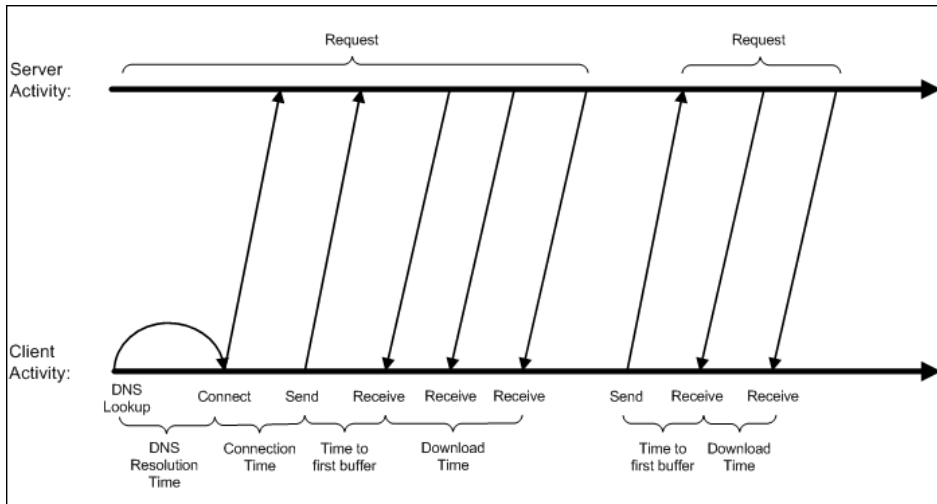 Request
Request
Server
Activity:
Client
Activity:
DNS
Lookup
Connect
Send
Receive
Receive
Receive
Send
Receive
Receive
DNS
Resolution
Time
Connection
Time
Time to
first buffer
Download
Time
Time to
first buffer
Download
Time